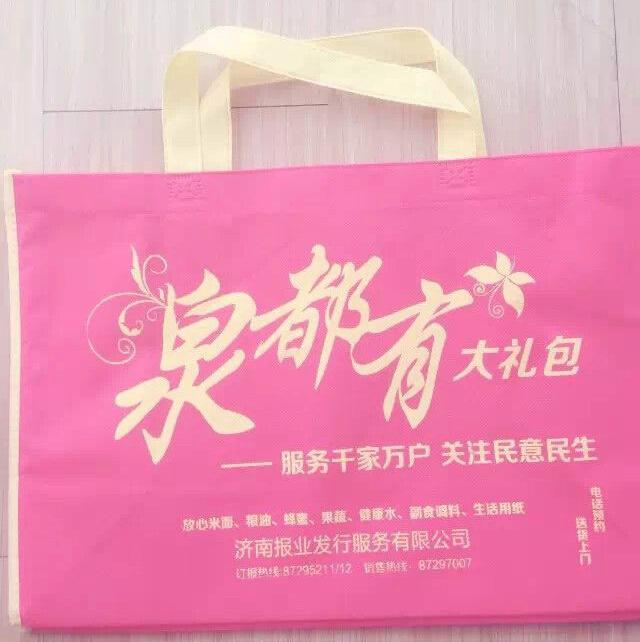 泉都有大礼包
——服务千家万户 关注民意民生
放心米面、粮油、蜂蜜、果蔬、健康水、副食调料、生活用纸
济南报业发行服务有限公司
订报热线:87295211/12 销售热线:87297007
电话预约
送货上门